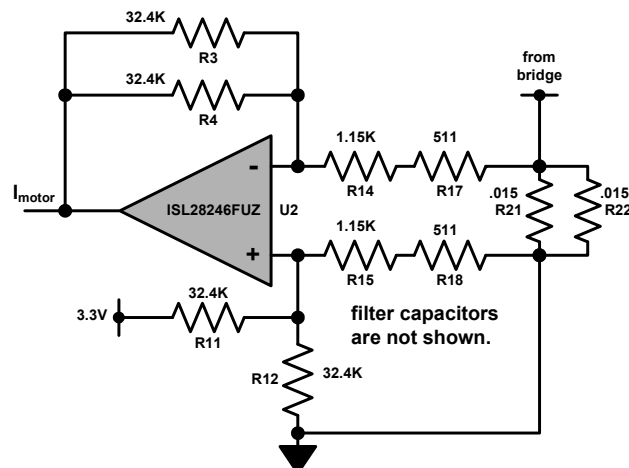 32.4K
R3
32.4K
R4
from
bridge
1.15K
511
R14
R17
.015
R21
.015
R22
-
ISL28246FUZ
U2
+
I motor
1.15K
511
R15
R18
32.4K
3.3V
R11
filter capacitors
are not shown.
R12
32.4K